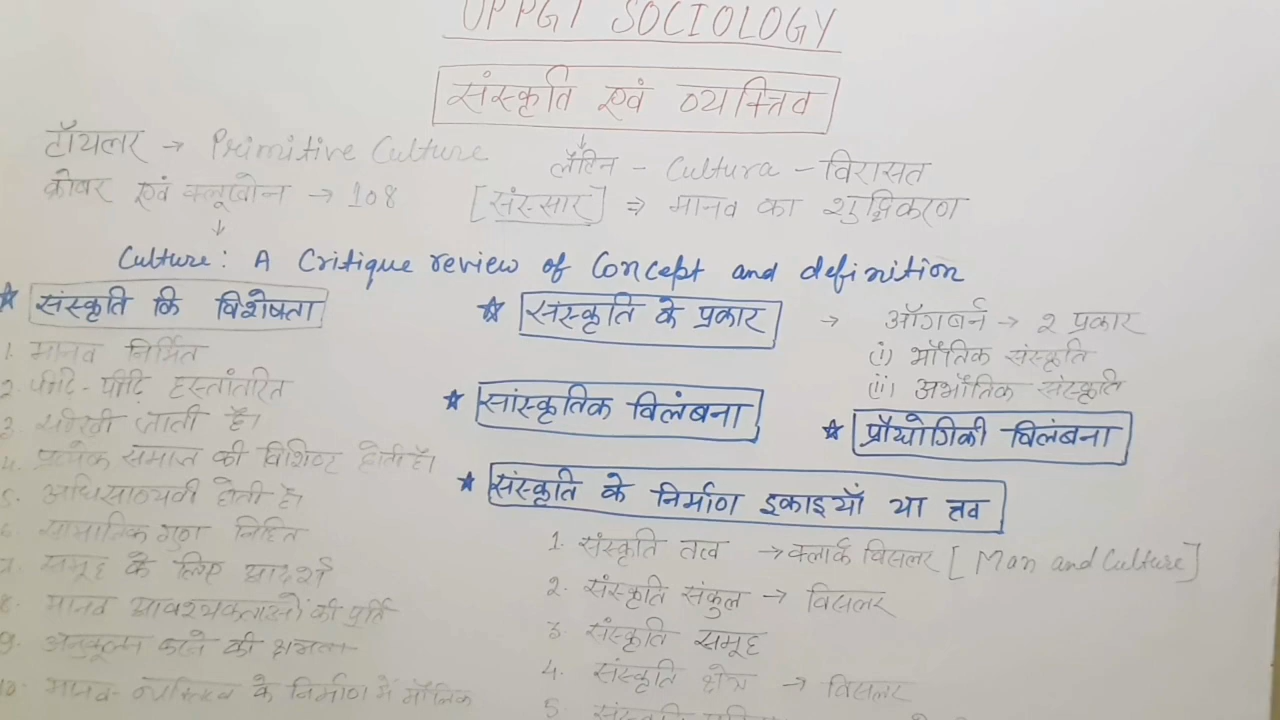 UPPGT SOCIOLOGY
संस्कृति एवं व्यक्तित्व
टॉयलर → Primitive Culture
क्रोबर एवं क्लूखौन → 108
लैटिन - Cultura - विरासत
[संस्कार] ⇒ मानव का शुद्धिकरण
Culture: A Critique review of Concept and definition
★ संस्कृति कि विशेषता
1. मानव निर्मित
2. पीढि-पीढि हस्तांतरित
3. सीखी जाती है।
4. प्रत्येक समाज की विशिष्ट होती है।
5. अधिसावयवी होती है
6. सामाजिक गुण निहित
7. समूह के लिए आदर्श
8. मानव आवश्यकताओं की पूर्ति
9. अनुकूलन करने की क्षमता
10. मानव-व्यक्तित्व के निर्माण में मौलिक
★ संस्कृति के प्रकार → ऑगबर्न → 2 प्रकार
(i) भौतिक संस्कृति
(ii) अभौतिक संस्कृति
★ सांस्कृतिक विलंबना
★ प्रौद्योगिकी विलंबना
★ संस्कृति के निर्माण इकाइयाँ या त्तव
1. संस्कृति तत्व → क्लार्क विसलर [Man and Culture]
2. संस्कृति संकुल → विसलर
3. संस्कृति समूह
4. संस्कृति क्षेत्र → विसलर
5. संस्कृति